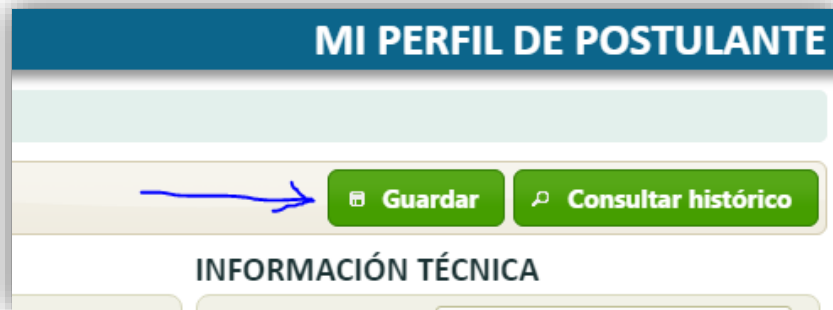 MI PERFIL DE POSTULANTE
Guardar Consultar histórico
INFORMACIÓN TÉCNICA